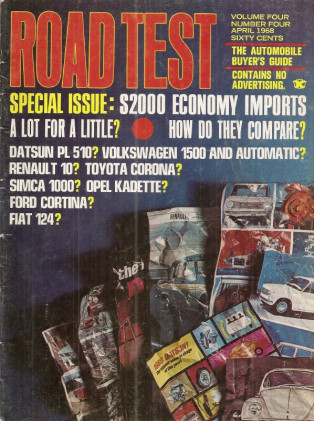 ROAD TEST
VOLUME FOUR
NUMBER FOUR
APRIL 1968
SIXTY CENTS
THE AUTOMOBILE
BUYER'S GUIDE
CONTAINS NO
ADVERTISING.
SPECIAL ISSUE: $2000 ECONOMY IMPORTS
A LOT FOR A LITTLE? HOW DO THEY COMPARE?
DATSUN PL 510? VOLKSWAGEN 1500 AND AUTOMATIC?
RENAULT 10? TOYOTA CORONA?
SIMCA 1000? OPEL KADETTE?
FORD CORTINA?
FIAT 124?
RENAULT
the